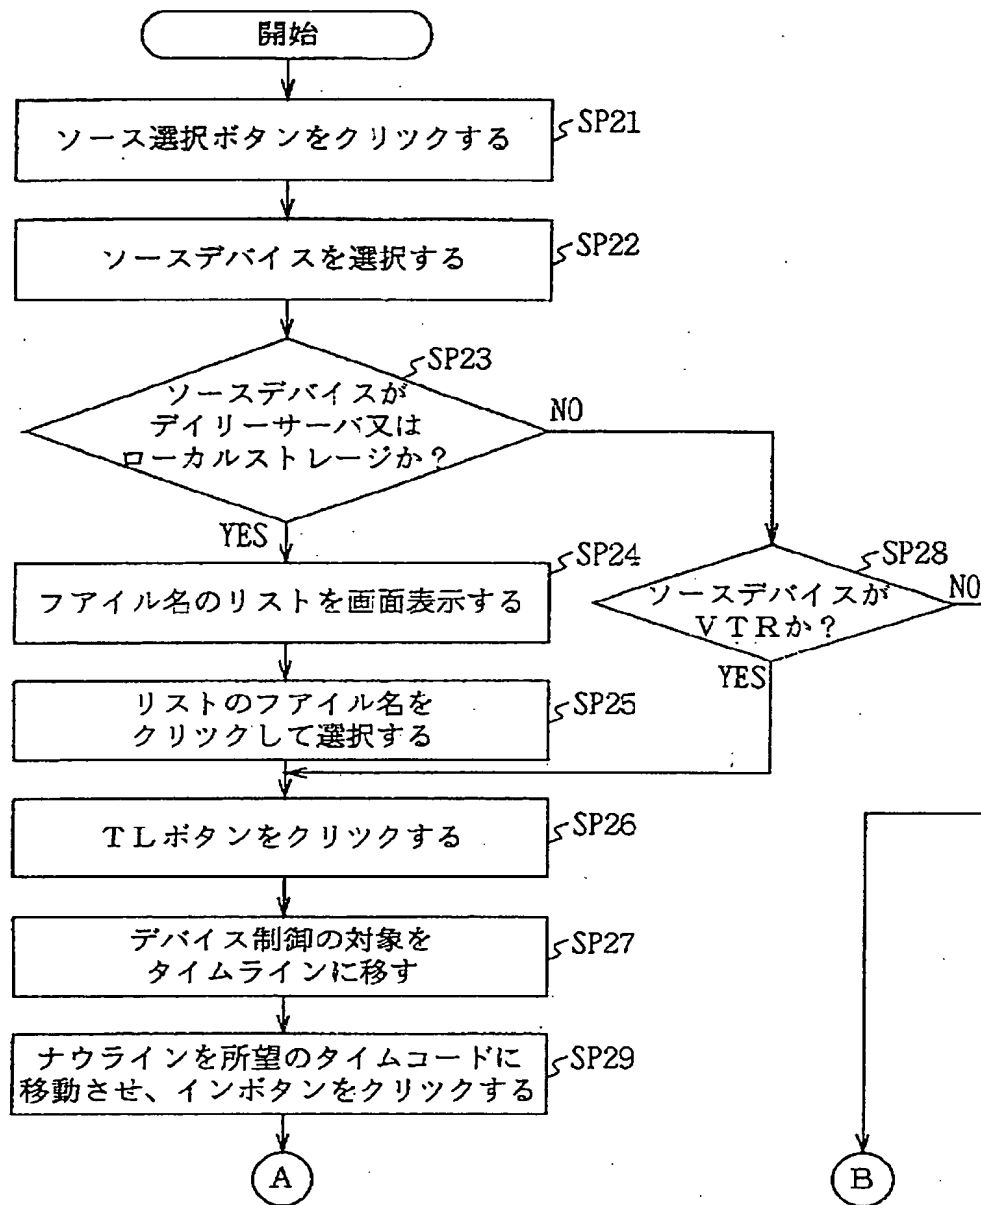 開始
ソース選択ボタンをクリツクする
SP21
ソースデバイスを選択する
SP22
SP23
ソースデバイスが
デイリーサーバ又は
ローカルストレージか?
NO
YES
SP24
フアイル名のリストを画面表示する
SP28
ソースデバイスが
VTRか?
NO
YES
リストのフアイル名を
クリツクして選択する
SP25
TLボタンをクリツクする
SP26
デバイス制御の対象を
タイムラインに移す
SP27
ナウラインを所望のタイムコードに
移動させ、インボタンをクリツクする
SP29
A
B